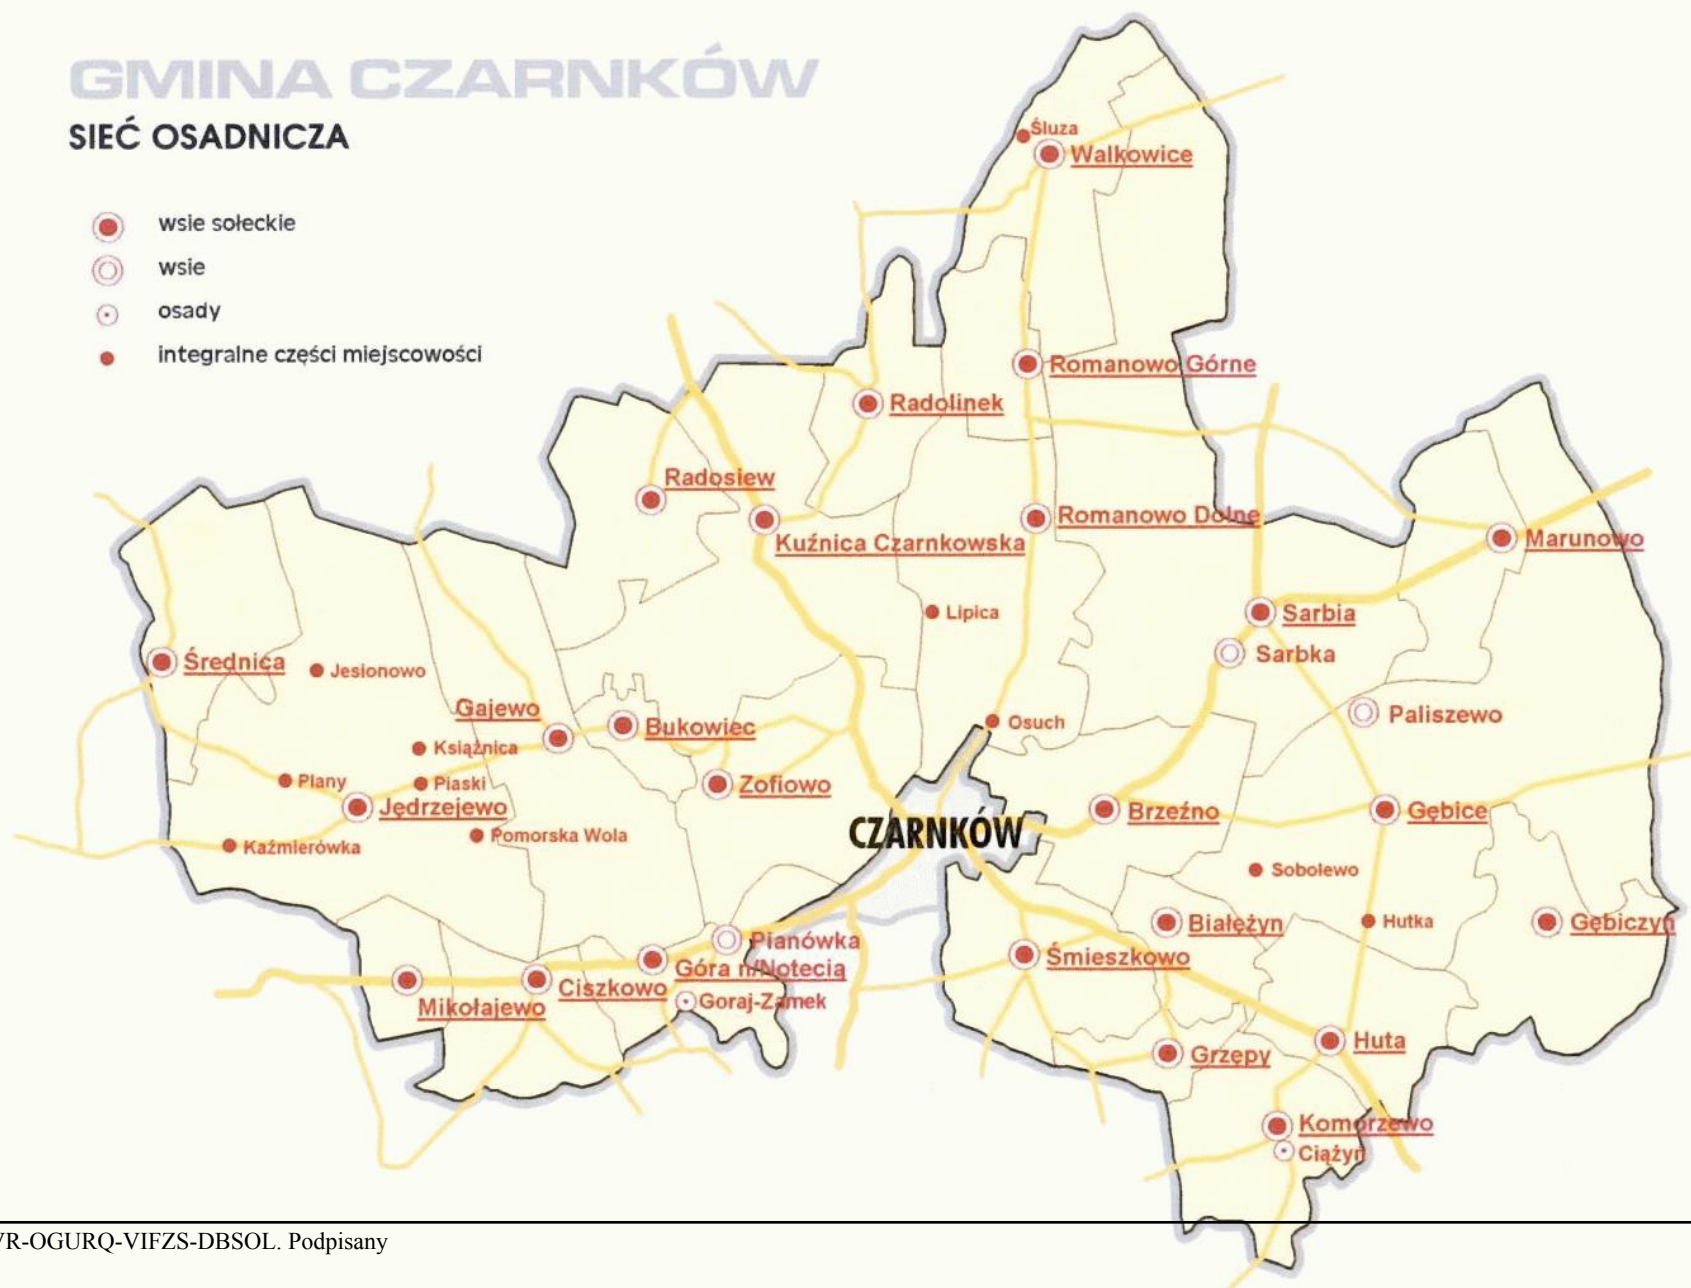 GMINA CZARNKÓW
SIEĆ OSADNICZA
wsie sołeckie
wsie
osady
integralne części miejscowości
Śluza
Walkowice
Romanowo Górne
Radolinek
Radosiew
Romanowo Dolne
Kuźnica Czarnkowska
Marunowo
Lipica
Sarbia
Sarbka
Średnica
Jesionowo
Gajewo
Paliszewo
Osuch
Bukowiec
Książnica
Piaski
Plany
Zofiowo
Jędrzejewo
Brzeźno
Gębice
CZARNKÓW
Pomorska Wola
Kaźmierówka
Sobolewo
Białężyn
Hutka
Gębiczyn
Pianówka
Śmieszkowo
Góra n/Notecią
Ciszkowo
Mikołajewo
Goraj-Zamek
Huta
Grzępy
Komorzewo
Ciążyn
VR-OGURQ-VIFZS-DBSOL. Podpisany